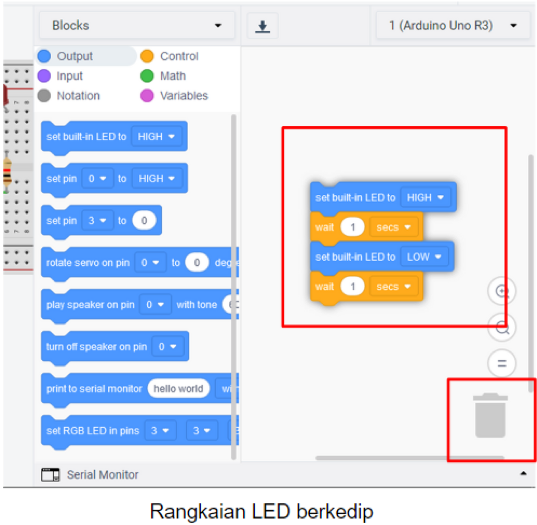 Blocks
1 (Arduino Uno R3)
Output
Control
Input
Math
Notation
Variables
set built-in LED to HIGH
set pin 0 to HIGH
set pin 3 to 0
rotate servo on pin 0 to 0
play speaker on pin 0 with tone
turn off speaker on pin 0
print to serial monitor hello world
set RGB LED in pins 3 3
set built-in LED to HIGH
wait 1 secs
set built-in LED to LOW
wait 1 secs
=
Serial Monitor
Rangkaian LED berkedip